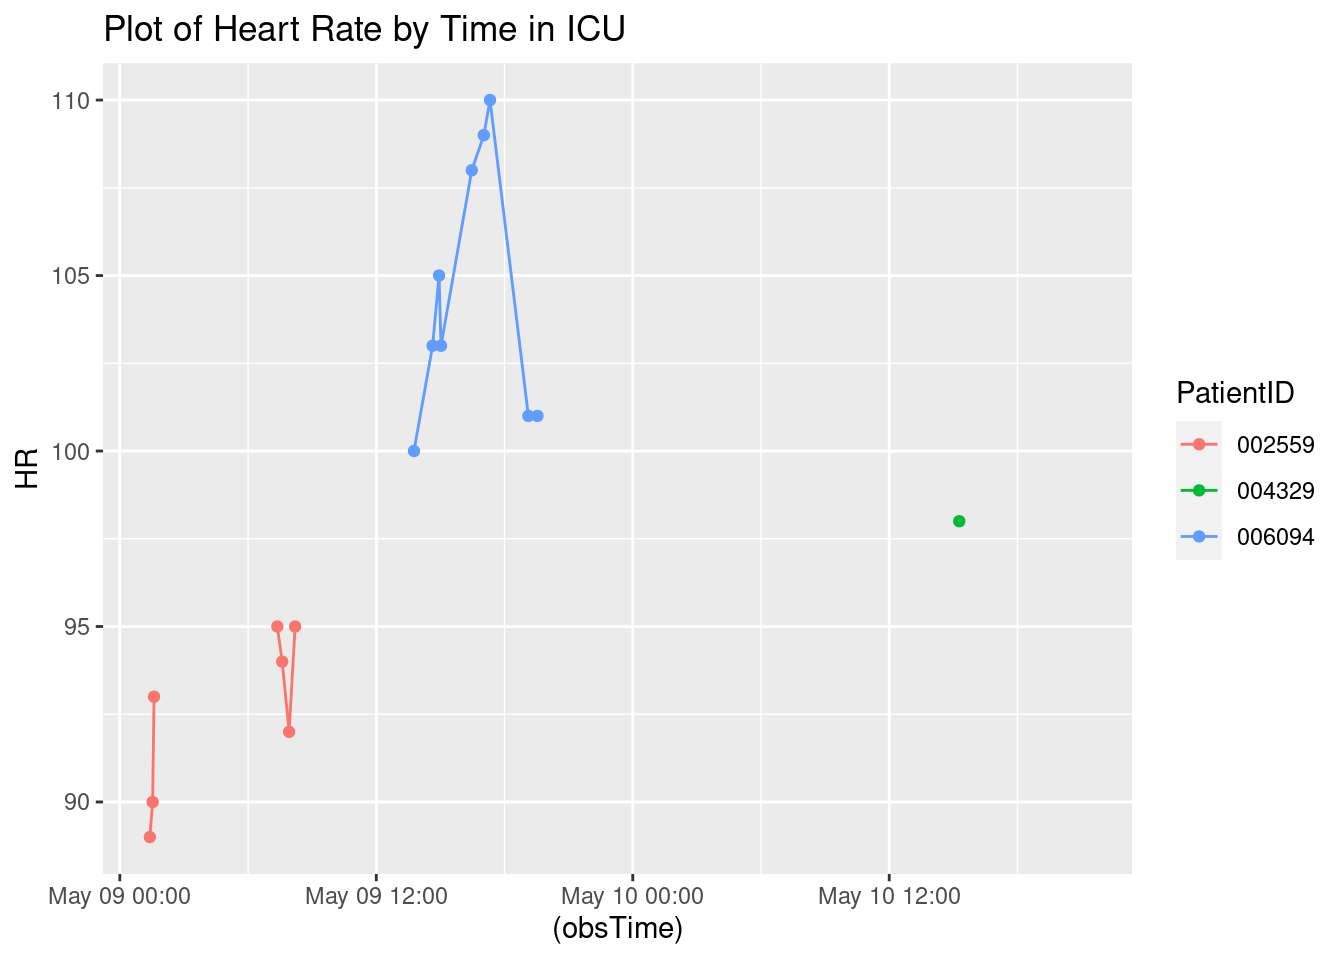 Plot of Heart Rate by Time in ICU
110
105
100
95
90
HR
May 09 00:00
May 09 12:00
May 10 00:00
May 10 12:00
(obsTime)
PatientID
002559
004329
006094